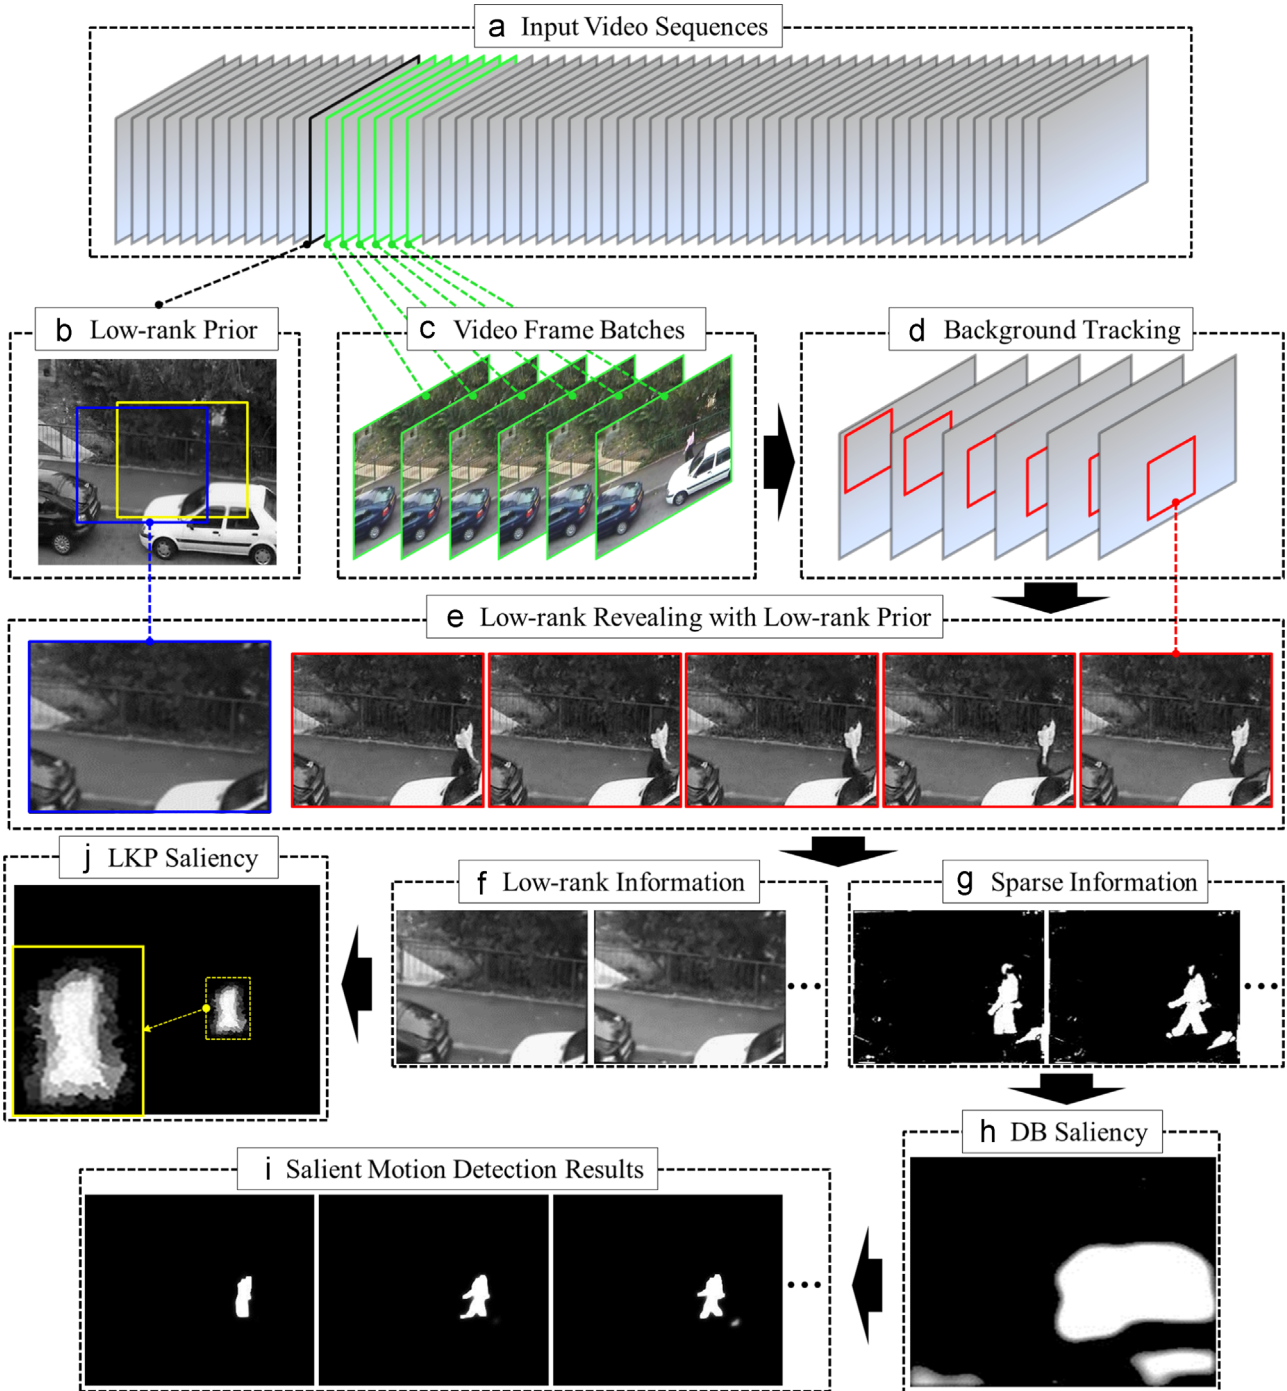 a Input Video Sequences
b Low-rank Prior
c Video Frame Batches
d Background Tracking
e Low-rank Revealing with Low-rank Prior
j LKP Saliency
f Low-rank Information
g Sparse Information
h DB Saliency
i Salient Motion Detection Results